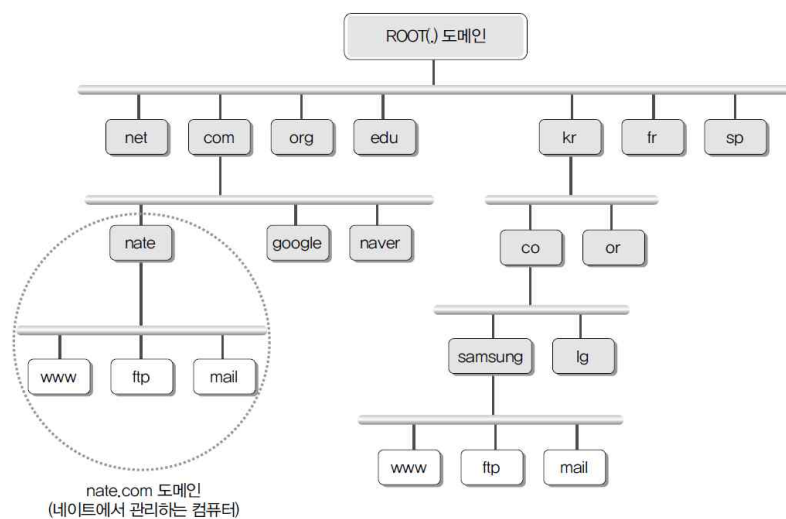 ROOT(.) 도메인
net com org edu kr fr sp
nate google naver co or
samsung lg
www ftp mail
www ftp mail
nate.com 도메인
(네이트에서 관리하는 컴퓨터)